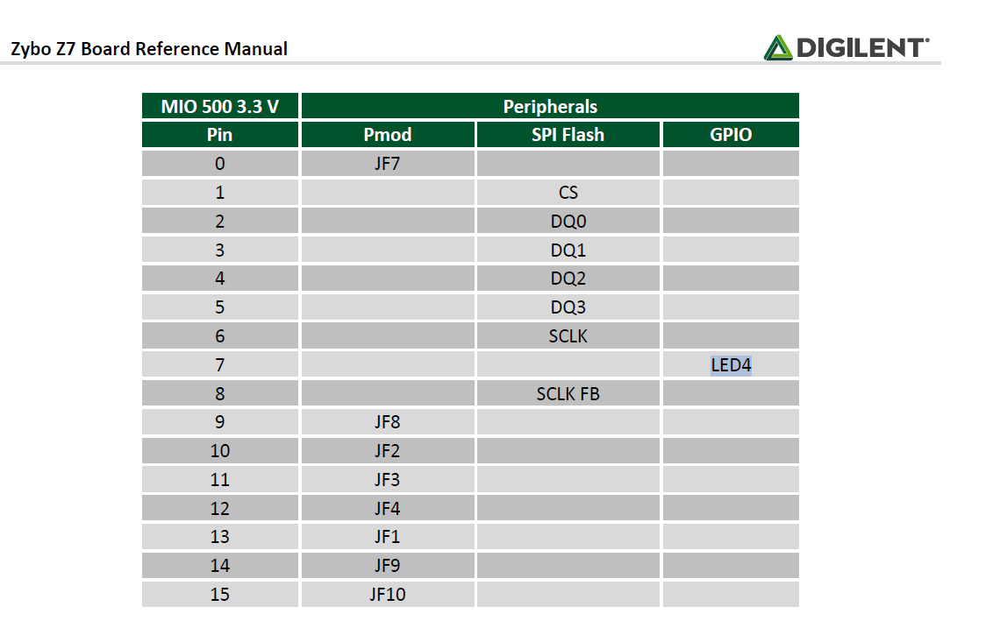 Zybo Z7 Board Reference Manual
DIGILENT®
MIO 500 3.3 V Peripherals
Pin Pmod SPI Flash GPIO
0 JF7
1 CS
2 DQ0
3 DQ1
4 DQ2
5 DQ3
6 SCLK
7 LED4
8 SCLK FB
9 JF8
10 JF2
11 JF3
12 JF4
13 JF1
14 JF9
15 JF10